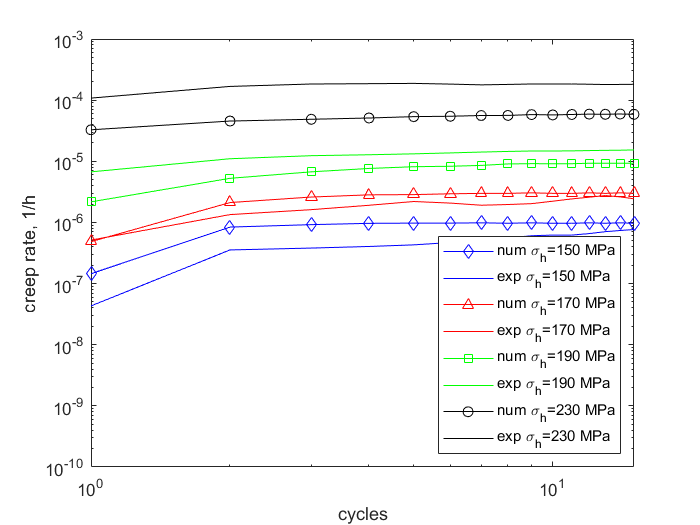 10^-3
10^-4
10^-5
10^-6
10^-7
10^-8
10^-9
10^-10
creep rate, 1/h
10^0
10^1
cycles
num σ_h=150 MPa
exp σ_h=150 MPa
num σ_h=170 MPa
exp σ_h=170 MPa
num σ_h=190 MPa
exp σ_h=190 MPa
num σ_h=230 MPa
exp σ_h=230 MPa